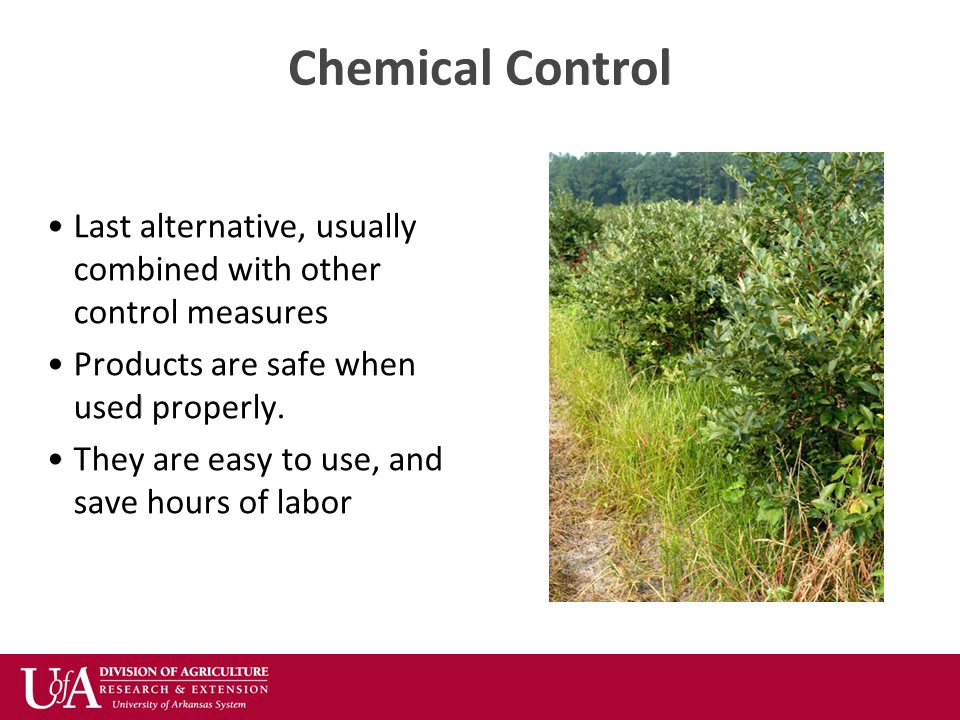 Chemical Control
• Last alternative, usually
combined with other
control measures
• Products are safe when
used properly.
• They are easy to use, and
save hours of labor
UofA
DIVISION OF AGRICULTURE
RESEARCH & EXTENSION
University of Arkansas System